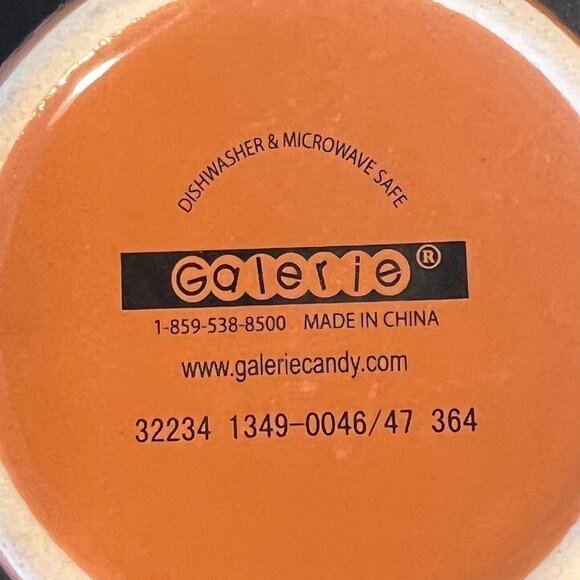 DISHWASHER & MICROWAVE SAFE
Galerie®
1-859-538-8500 MADE IN CHINA
www.galeriecandy.com
32234 1349-0046/47 364